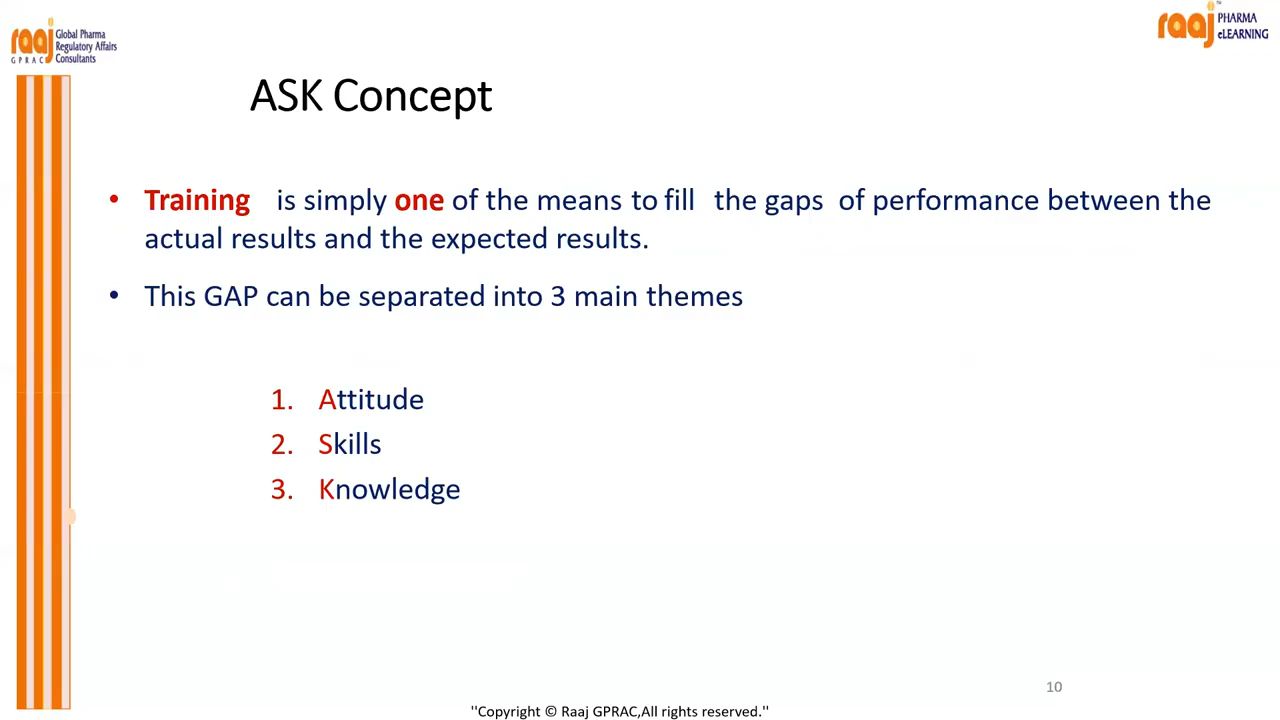 raaj Global Pharma
Regulatory Affairs
GPRAC Consultants
raaj PHARMA
eLEARNING
ASK Concept
• Training is simply one of the means to fill the gaps of performance between the
actual results and the expected results.
• This GAP can be separated into 3 main themes
1. Attitude
2. Skills
3. Knowledge
10
"Copyright © Raaj GPRAC,All rights reserved."